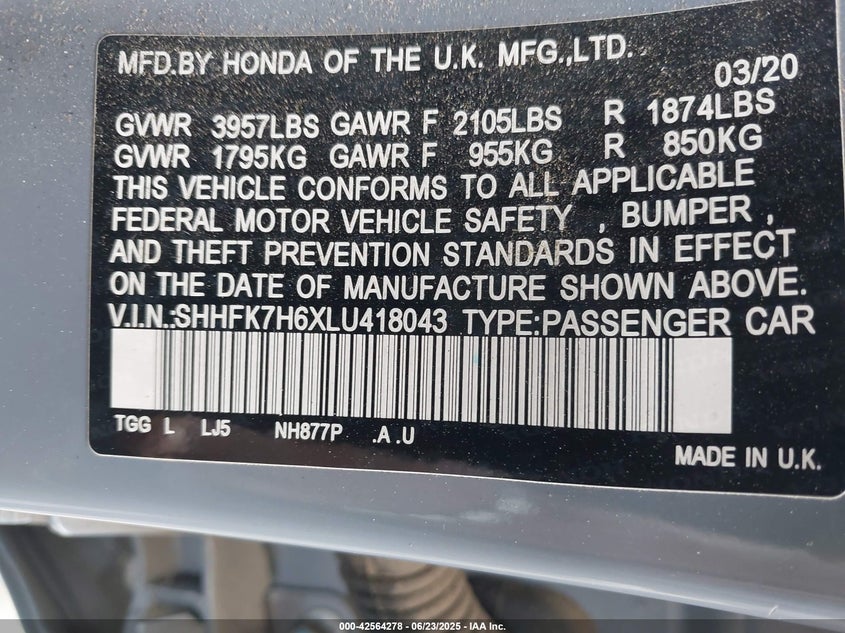 MFD.BY HONDA OF THE U.K. MFG.,LTD.
03/20
GVWR 3957LBS GAWR F 2105LBS R 1874LBS
GVWR 1795KG GAWR F 955KG R 850KG
THIS VEHICLE CONFORMS TO ALL APPLICABLE
FEDERAL MOTOR VEHICLE SAFETY , BUMPER ,
AND THEFT PREVENTION STANDARDS IN EFFECT
ON THE DATE OF MANUFACTURE SHOWN ABOVE.
V.I.N.:SHHFK7H6XLU418043 TYPE:PASSENGER CAR
TGG L LJ5 NH877P .A .U
MADE IN U.K.
000-42564278 - 06/23/2025 - IAA Inc.